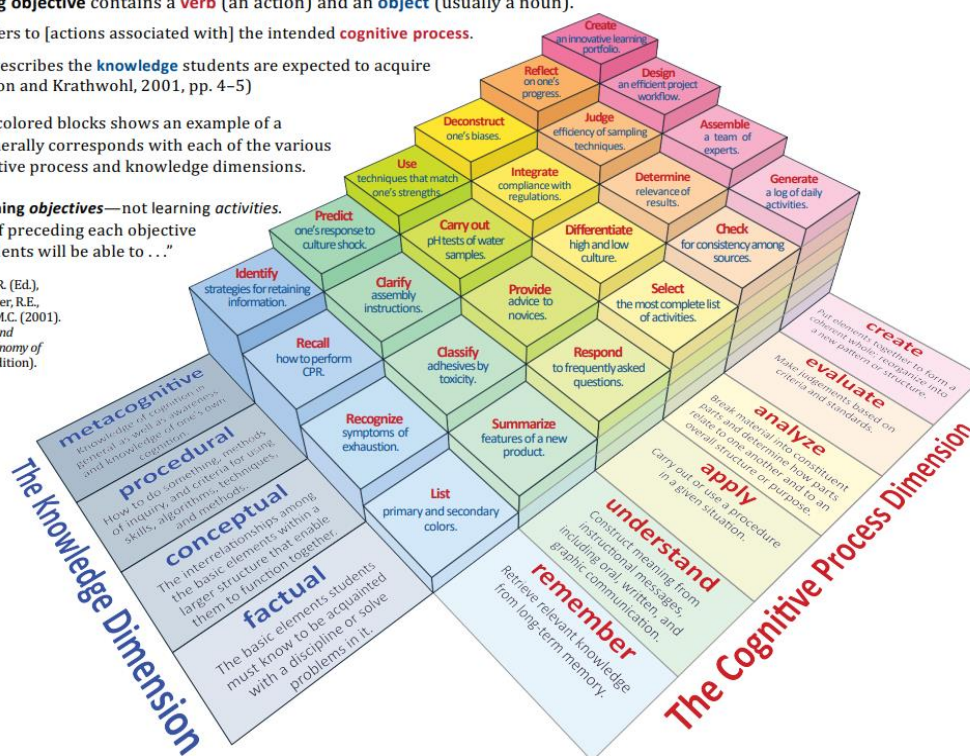 g objective contains a verb (an action) and an object (usually a noun).
ers to [actions associated with] the intended cognitive process.
escribes the knowledge students are expected to acquire
on and Krathwohl, 2001, pp. 4–5)
colored blocks shows an example of a
nerally corresponds with each of the various
tive process and knowledge dimensions.
ning objectives—not learning activities.
f preceding each objective
ents will be able to . . ."
R. (Ed.),
er, R.E.,
M.C. (2001).
nd
nomy of
lition).
Create
an innovative learning
portfolio.
Reflect
on one's
progress.
Design
an efficient project
workflow.
Deconstruct
one's biases.
Judge
efficiency of sampling
techniques.
Assemble
a team of
experts.
Use
techniques that match
one's strengths.
Integrate
compliance with
regulations.
Determine
relevance of
results.
Generate
a log of daily
activities.
Predict
one's response to
culture shock.
Carry out
pH tests of water
samples.
Differentiate
high and low
culture.
Check
for consistency among
sources.
Identify
strategies for retaining
information.
Clarify
assembly
instructions.
Provide
advice to
novices.
Select
the most complete list
of activities.
Recall
how to perform
CPR.
Classify
adhesives by
toxicity.
Respond
to frequently asked
questions.
Recognize
symptoms of
exhaustion.
Summarize
features of a new
product.
List
primary and secondary
colors.
metacognitive
Knowledge of cognition in
general as well as awareness
and knowledge of one's own
cognition.
procedural
How to do something, methods
of inquiry, and criteria for using
skills, algorithms, techniques,
and methods.
conceptual
The interrelationships among
the basic elements within a
larger structure that enable
them to function together.
factual
The basic elements students
must know to be acquainted
with a discipline or solve
problems in it.
The Knowledge Dimension
create
Put elements together to form a
coherent whole; reorganize into
a new pattern or structure.
evaluate
Make judgements based on
criteria and standards.
analyze
Break material into constituent
parts and determine how parts
relate to one another and to an
overall structure or purpose.
apply
Carry out or use a procedure
in a given situation.
understand
Construct meaning from
instructional messages,
including oral, written, and
graphic communication.
remember
Retrieve relevant knowledge
from long-term memory.
The Cognitive Process Dimension